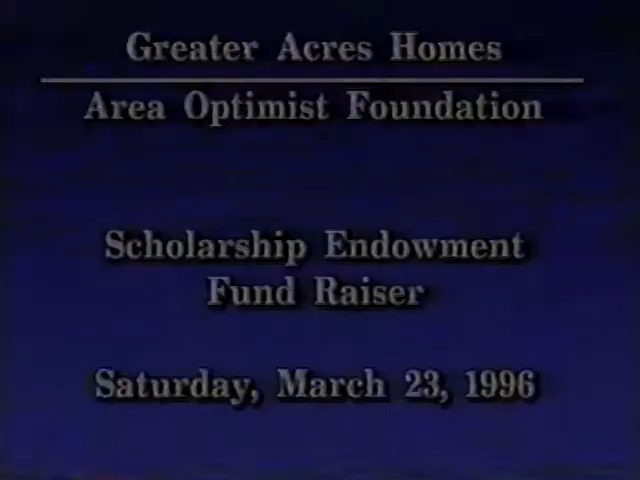 Greater Acres Homes
Area Optimist Foundation
Scholarship Endowment
Fund Raiser
Saturday, March 23, 1996